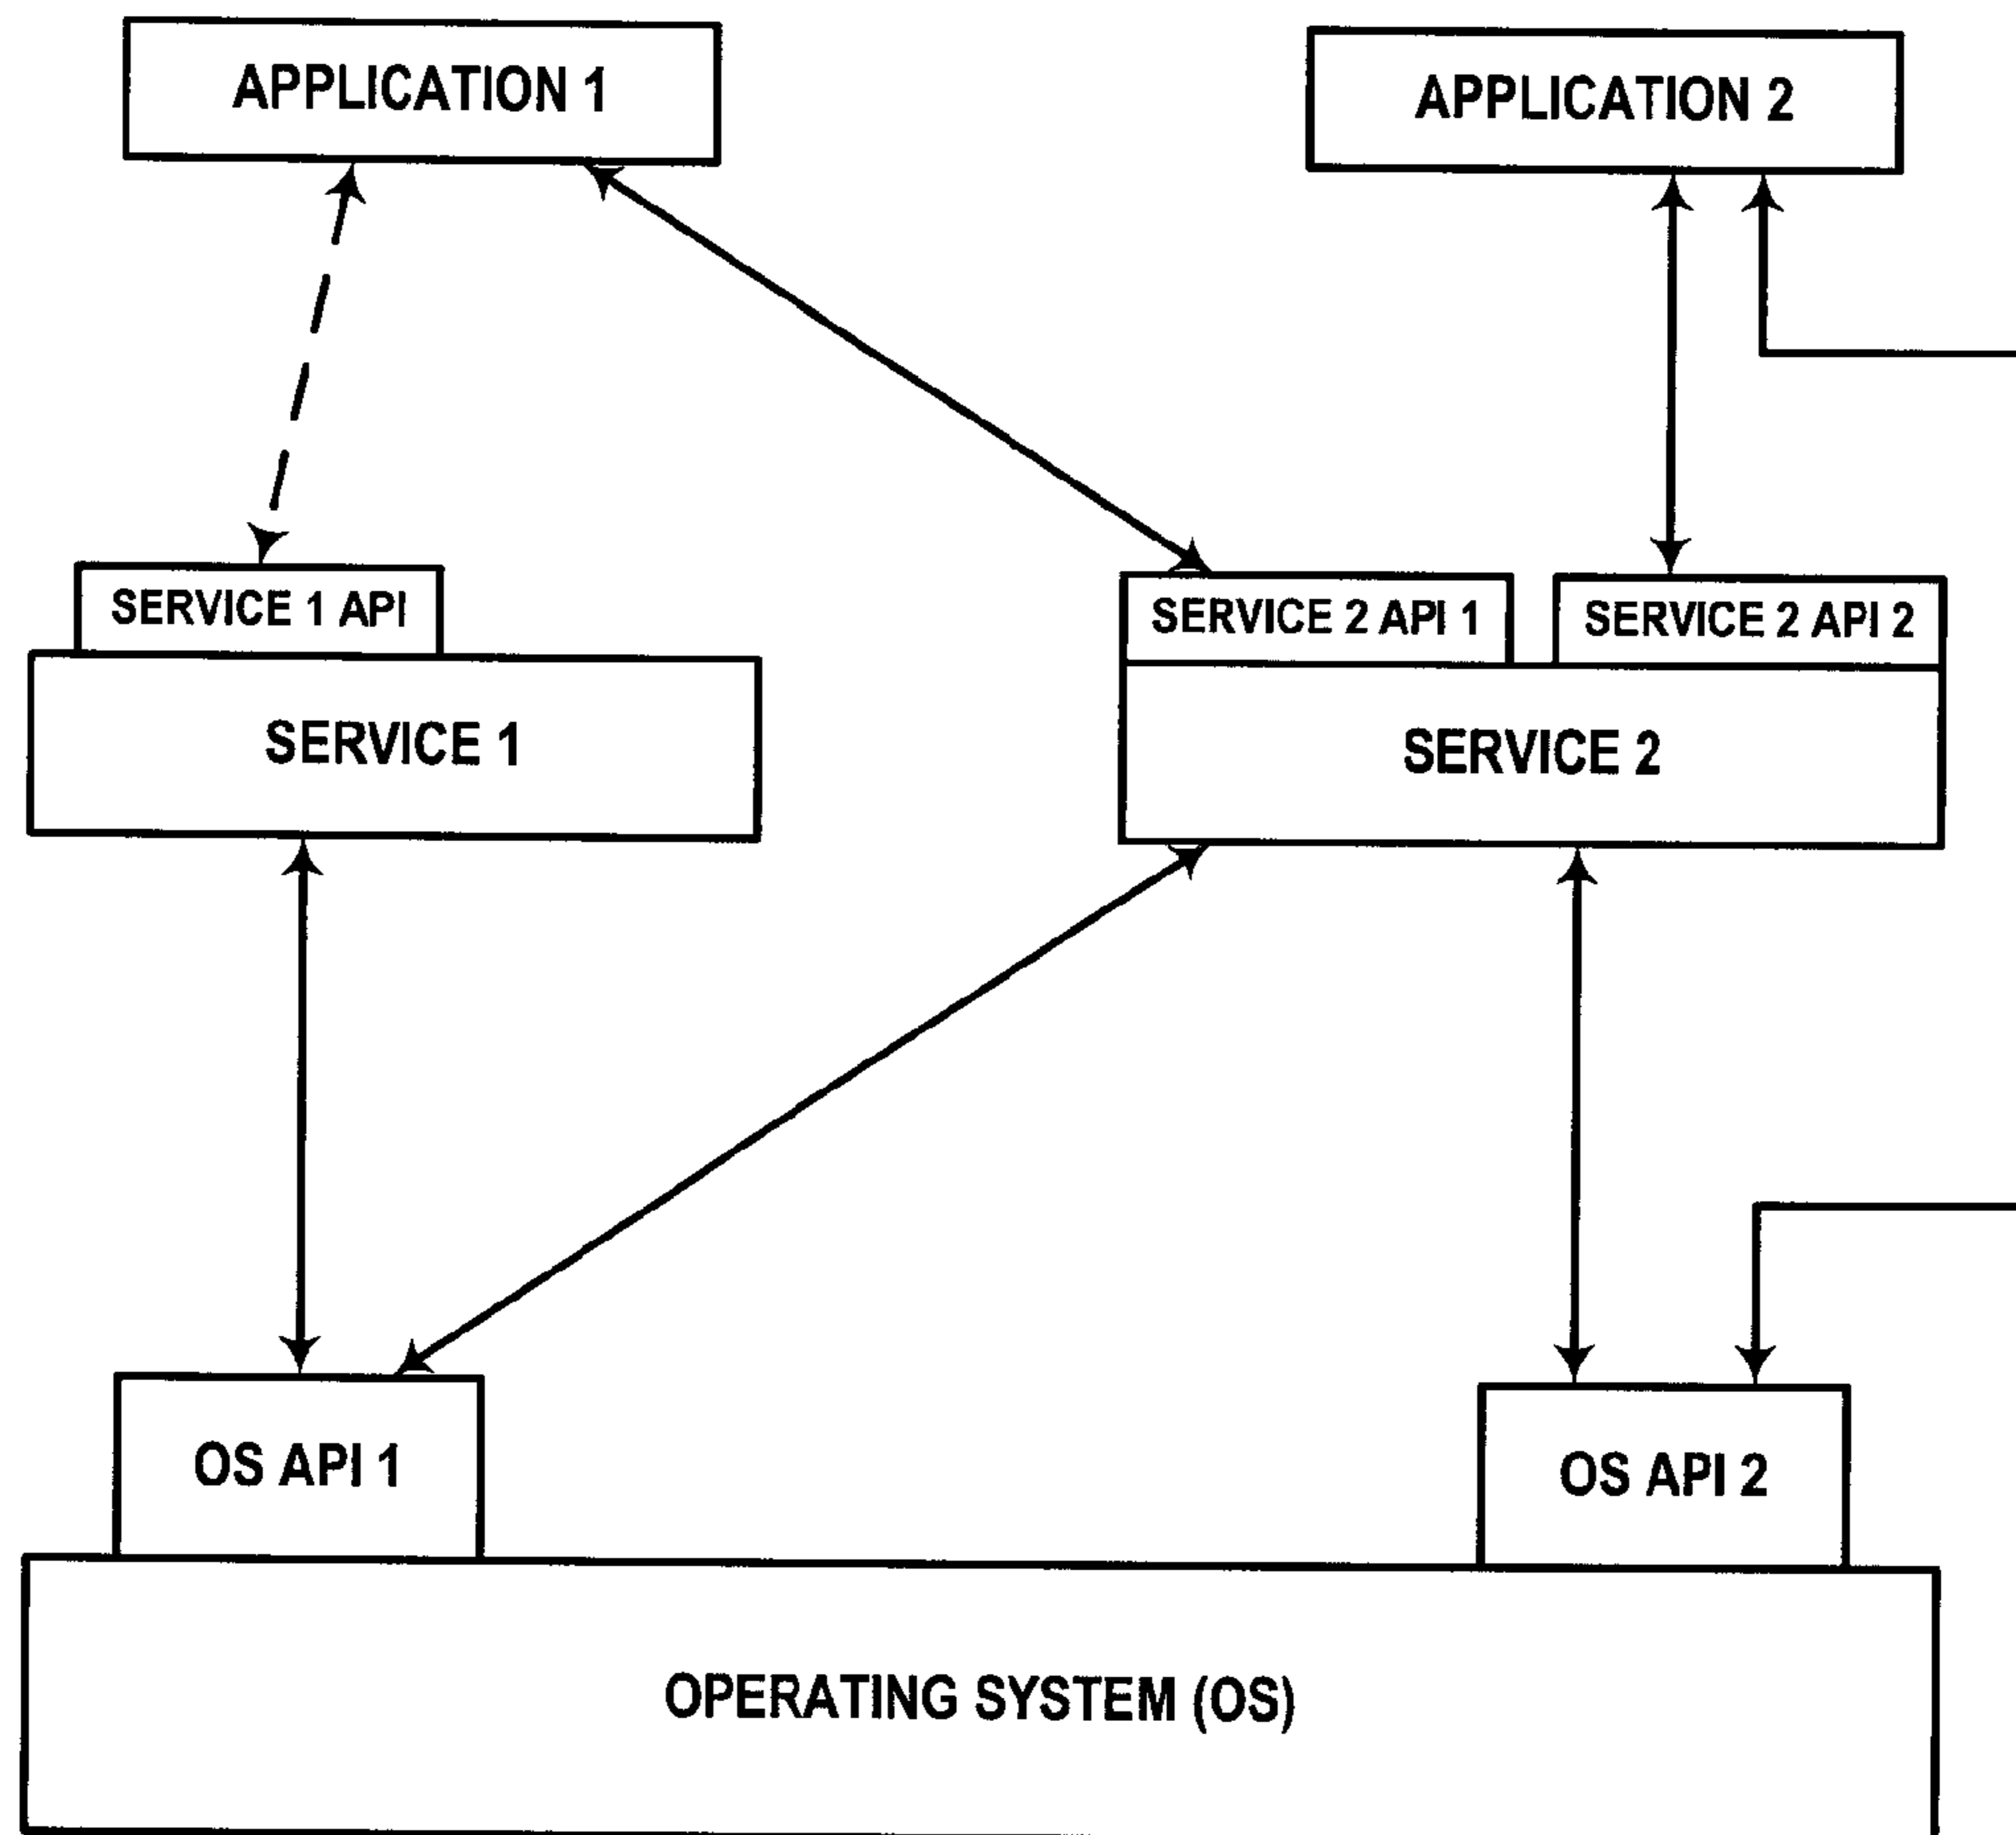 APPLICATION 1
APPLICATION 2
SERVICE 1 API
SERVICE 2 API 1
SERVICE 2 API 2
SERVICE 1
SERVICE 2
OS API 1
OS API 2
OPERATING SYSTEM (OS)